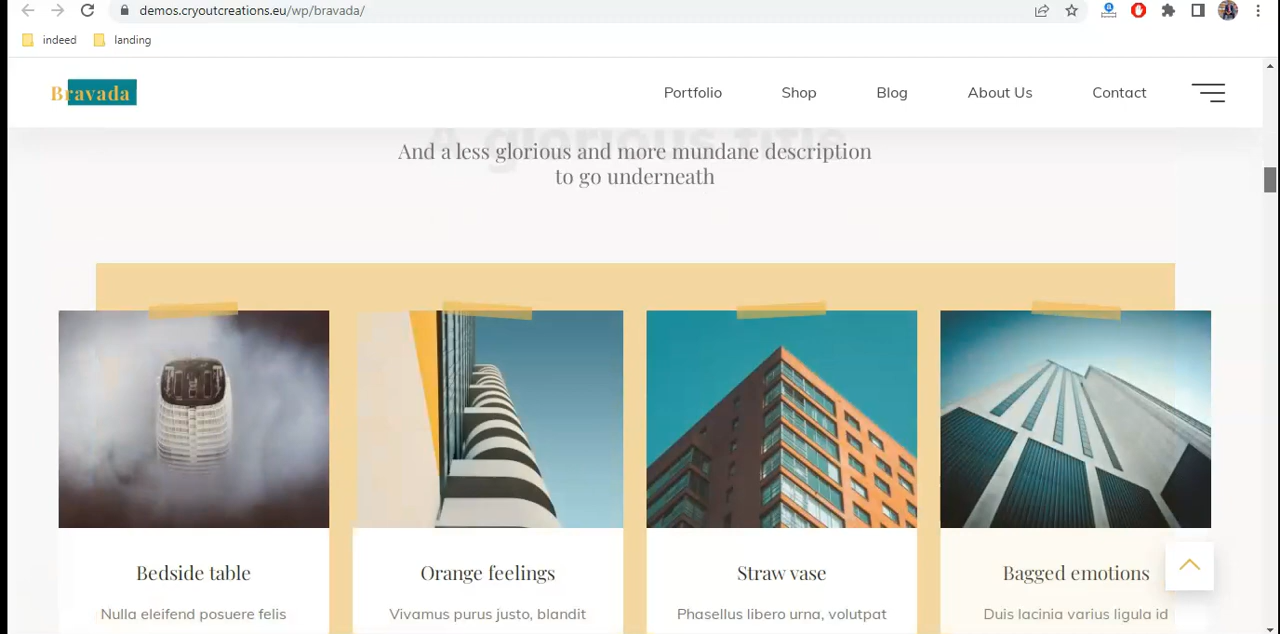 demos.cryoutcreations.eu/wp/bravada/
indeed landing
Bravada Portfolio Shop Blog About Us Contact
A glorious title
And a less glorious and more mundane description
to go underneath
Bedside table Orange feelings Straw vase Bagged emotions
Nulla eleifend posuere felis Vivamus purus justo, blandit Phasellus libero urna, volutpat Duis lacinia varius ligula id